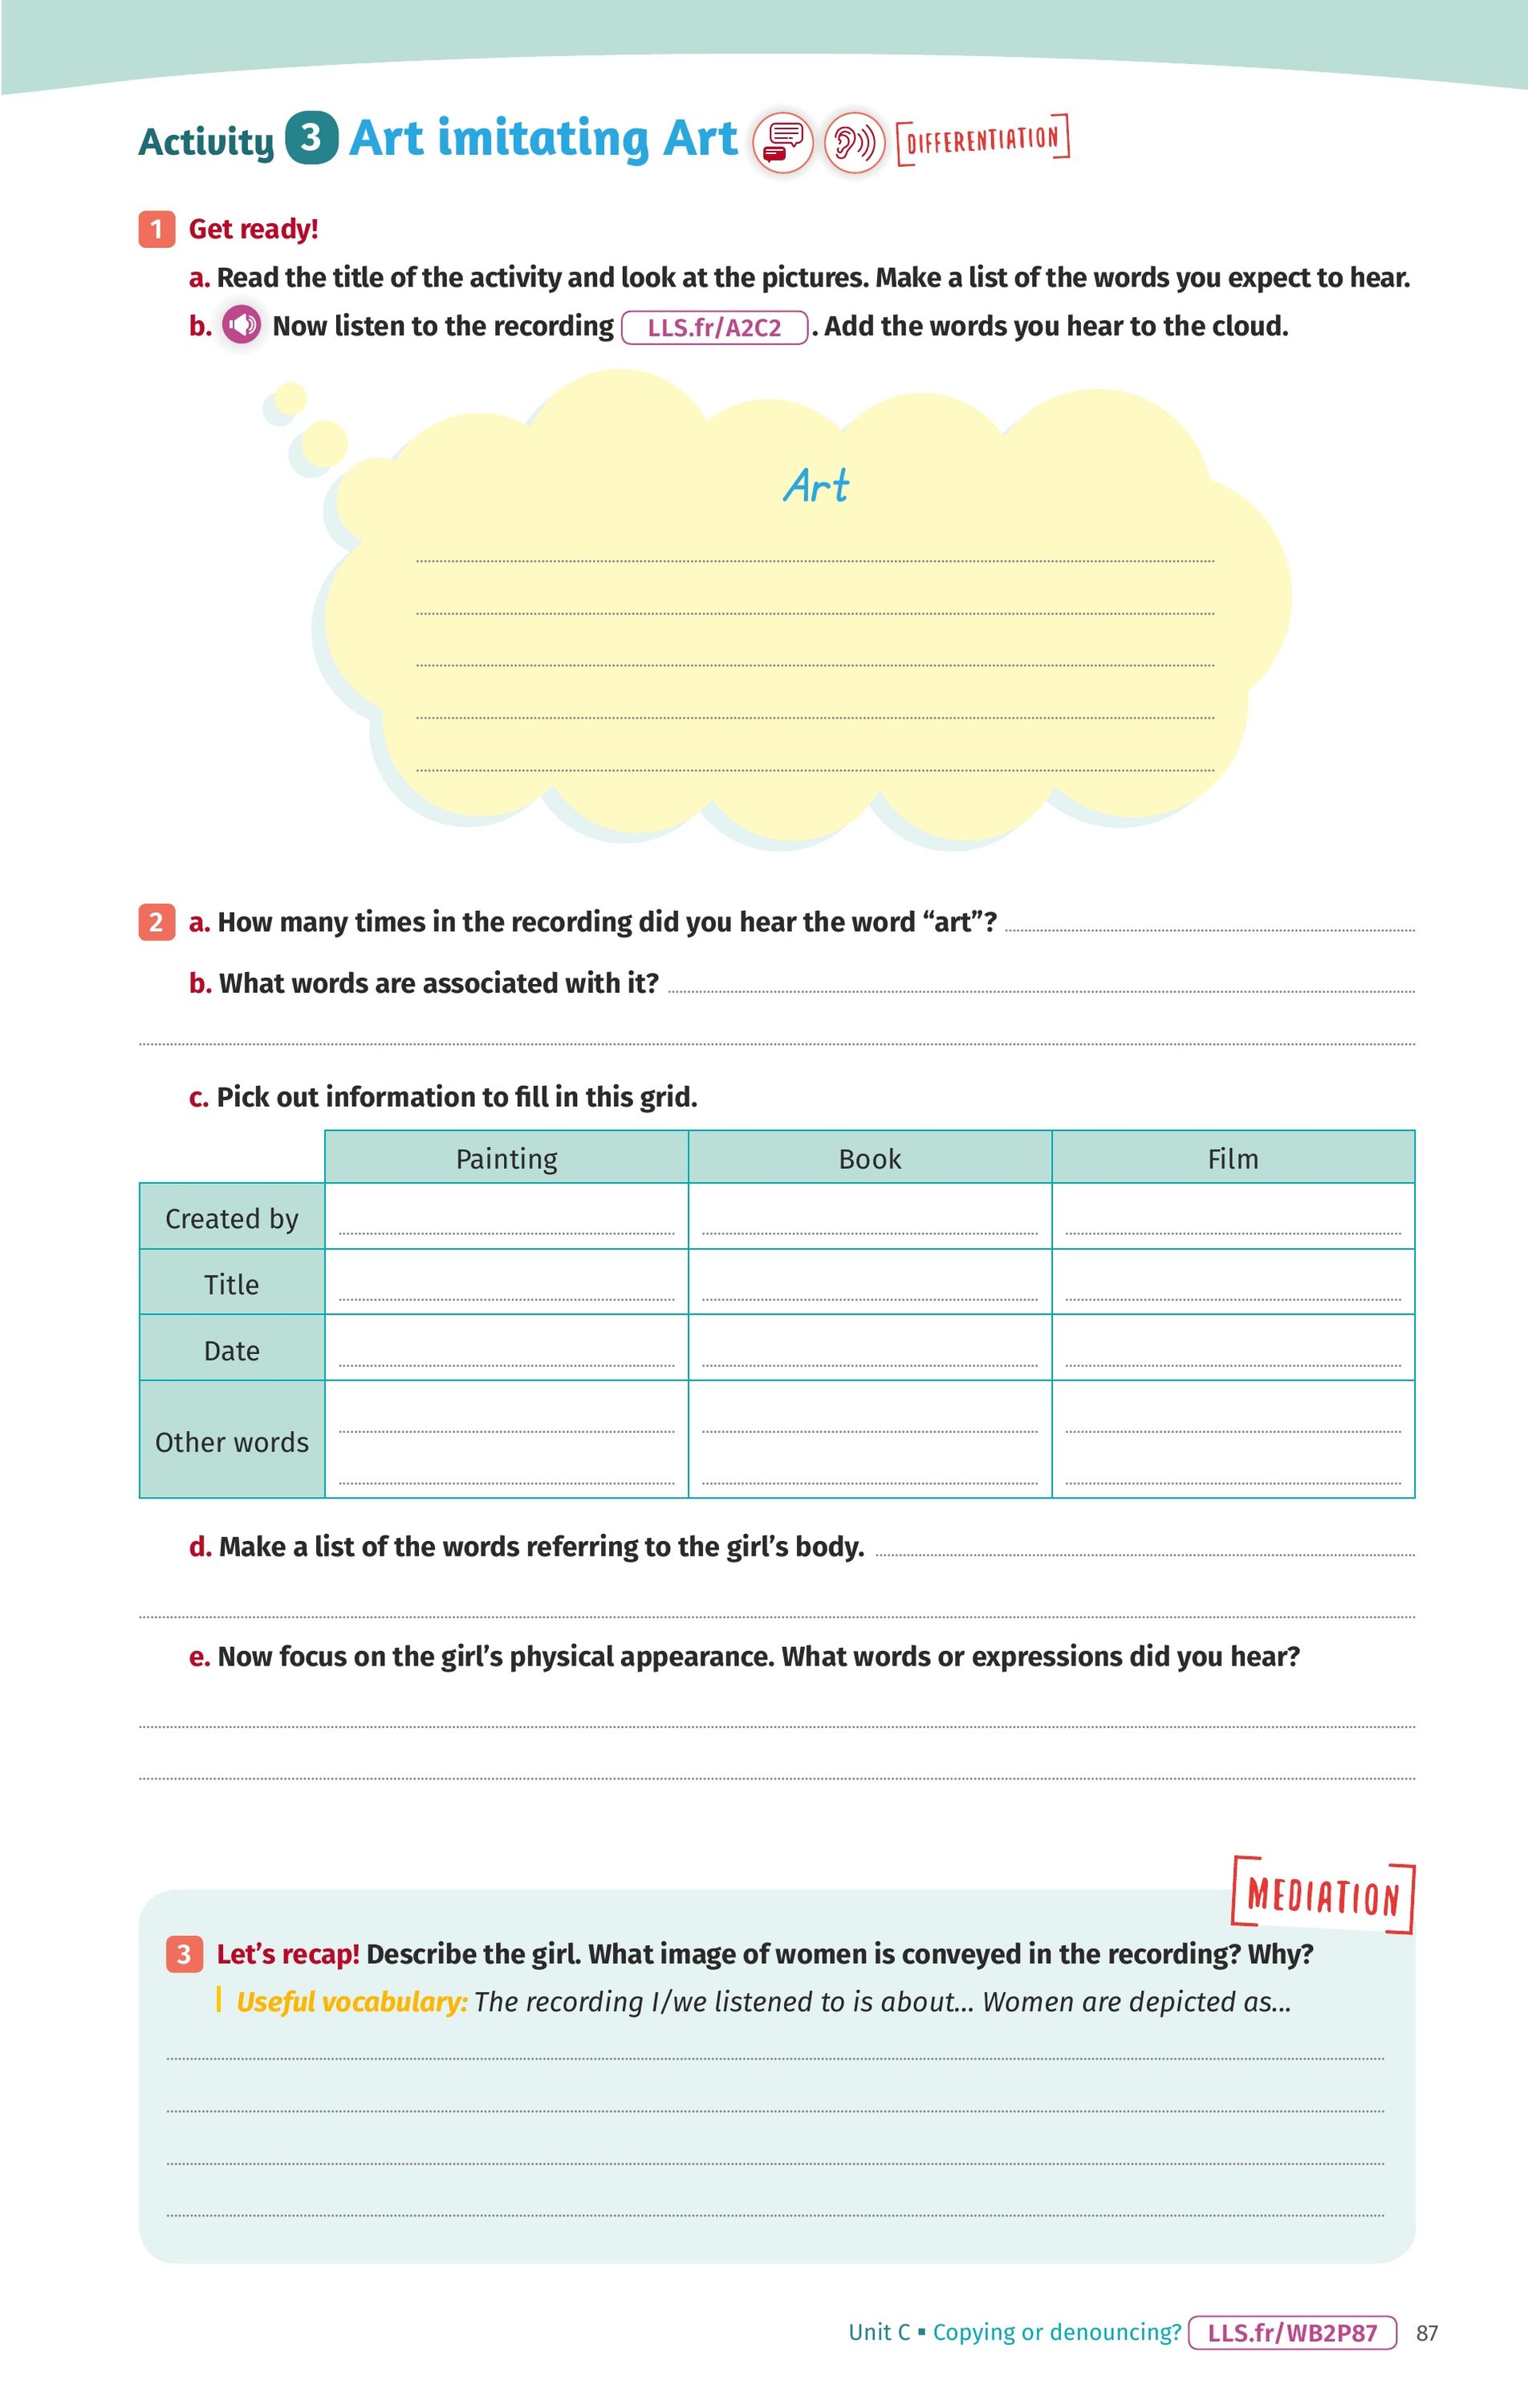 Activity 3 Art imitating Art [DIFFERENTIATION]
1 Get ready!
a. Read the title of the activity and look at the pictures. Make a list of the words you expect to hear.
b. Now listen to the recording LLS.fr/A2C2 . Add the words you hear to the cloud.
Art
2 a. How many times in the recording did you hear the word “art”?
b. What words are associated with it?
c. Pick out information to fill in this grid.
Painting Book Film
Created by
Title
Date
Other words
d. Make a list of the words referring to the girl’s body.
e. Now focus on the girl’s physical appearance. What words or expressions did you hear?
[MEDIATION]
3 Let’s recap! Describe the girl. What image of women is conveyed in the recording? Why?
Useful vocabulary: The recording I/we listened to is about... Women are depicted as...
Unit C ▪ Copying or denouncing? LLS.fr/WB2P87 87